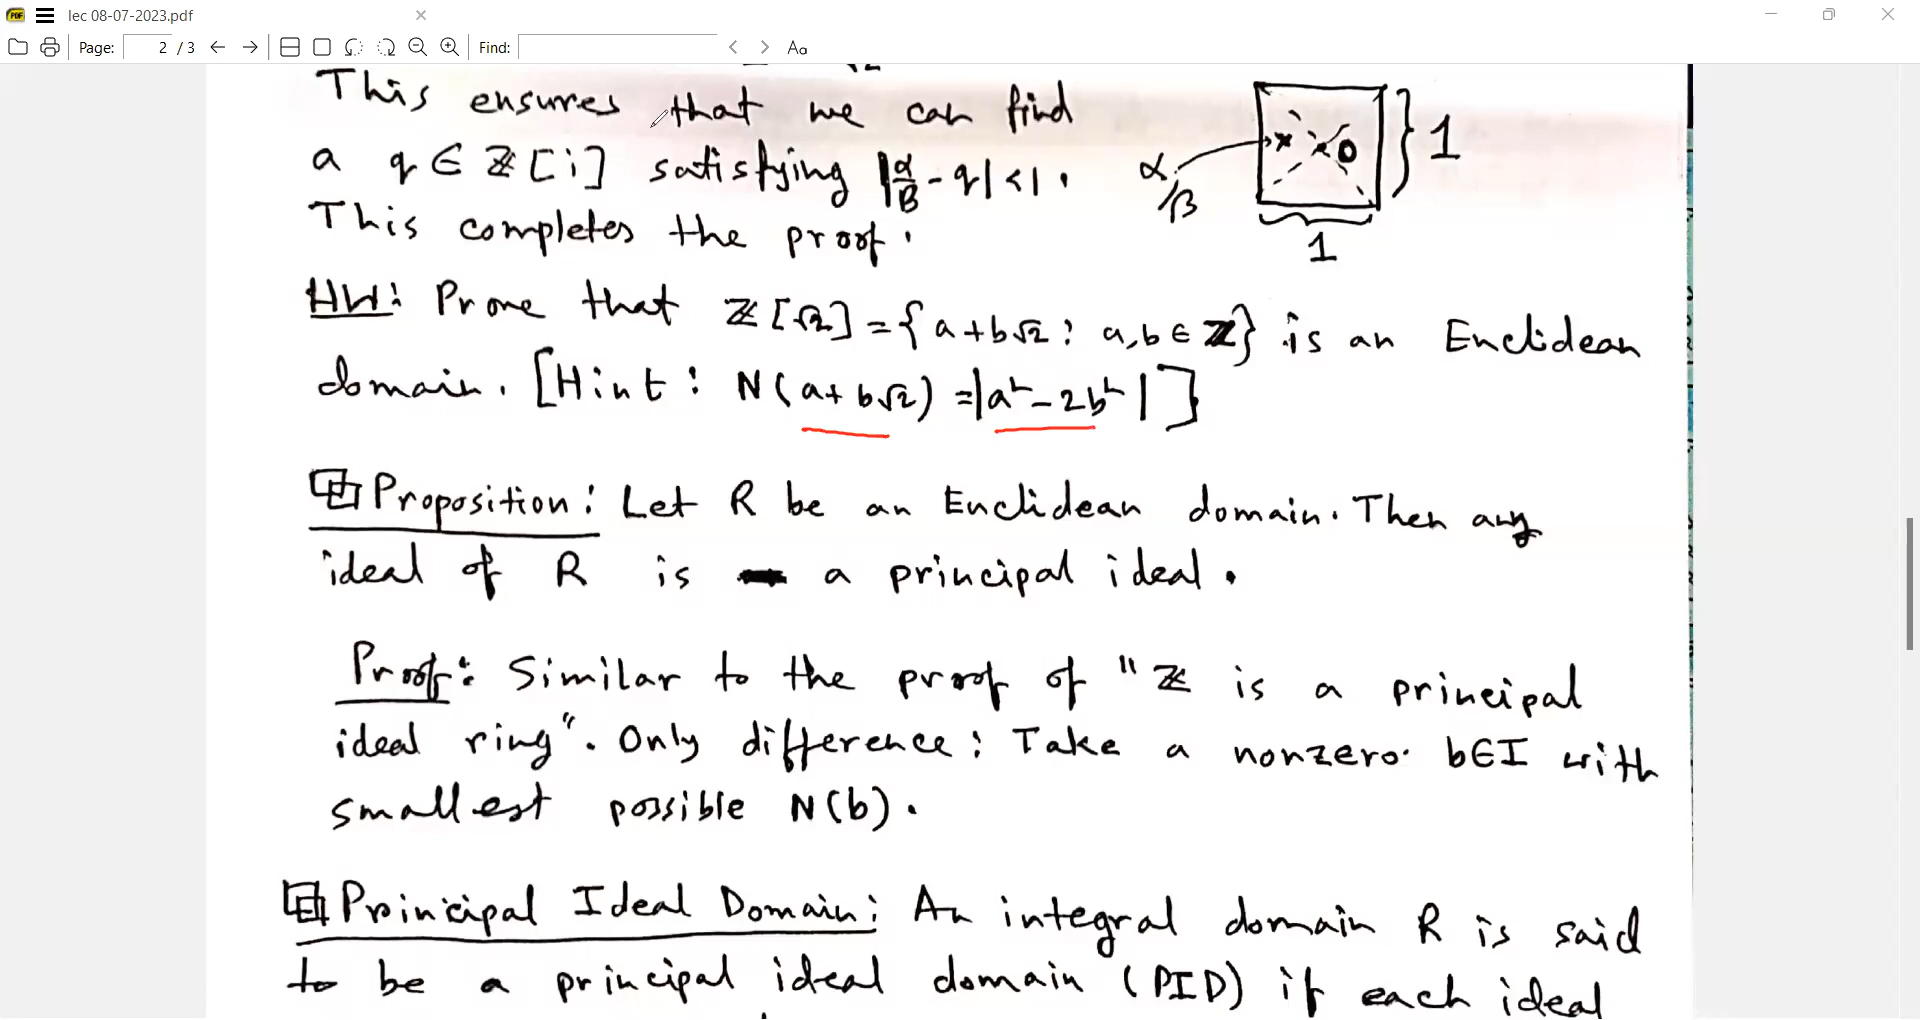 lec 08-07-2023.pdf
Page: 2 / 3 Find: Aa
This ensures that we can find
a q ∈ ℤ[i] satisfying |α/β - q| < 1.
This completes the proof.
α/β
1
1
HW: Prove that ℤ[√2] = {a+b√2 : a,b ∈ ℤ} is an Euclidean
domain. [Hint : N(a+b√2) = |a² - 2b²|]
Proposition: Let R be an Euclidean domain. Then any
ideal of R is a principal ideal.
Proof: Similar to the proof of "ℤ is a principal
ideal ring". Only difference: Take a nonzero b∈I with
smallest possible N(b).
Principal Ideal Domain: An integral domain R is said
to be a principal ideal domain (PID) if each ideal